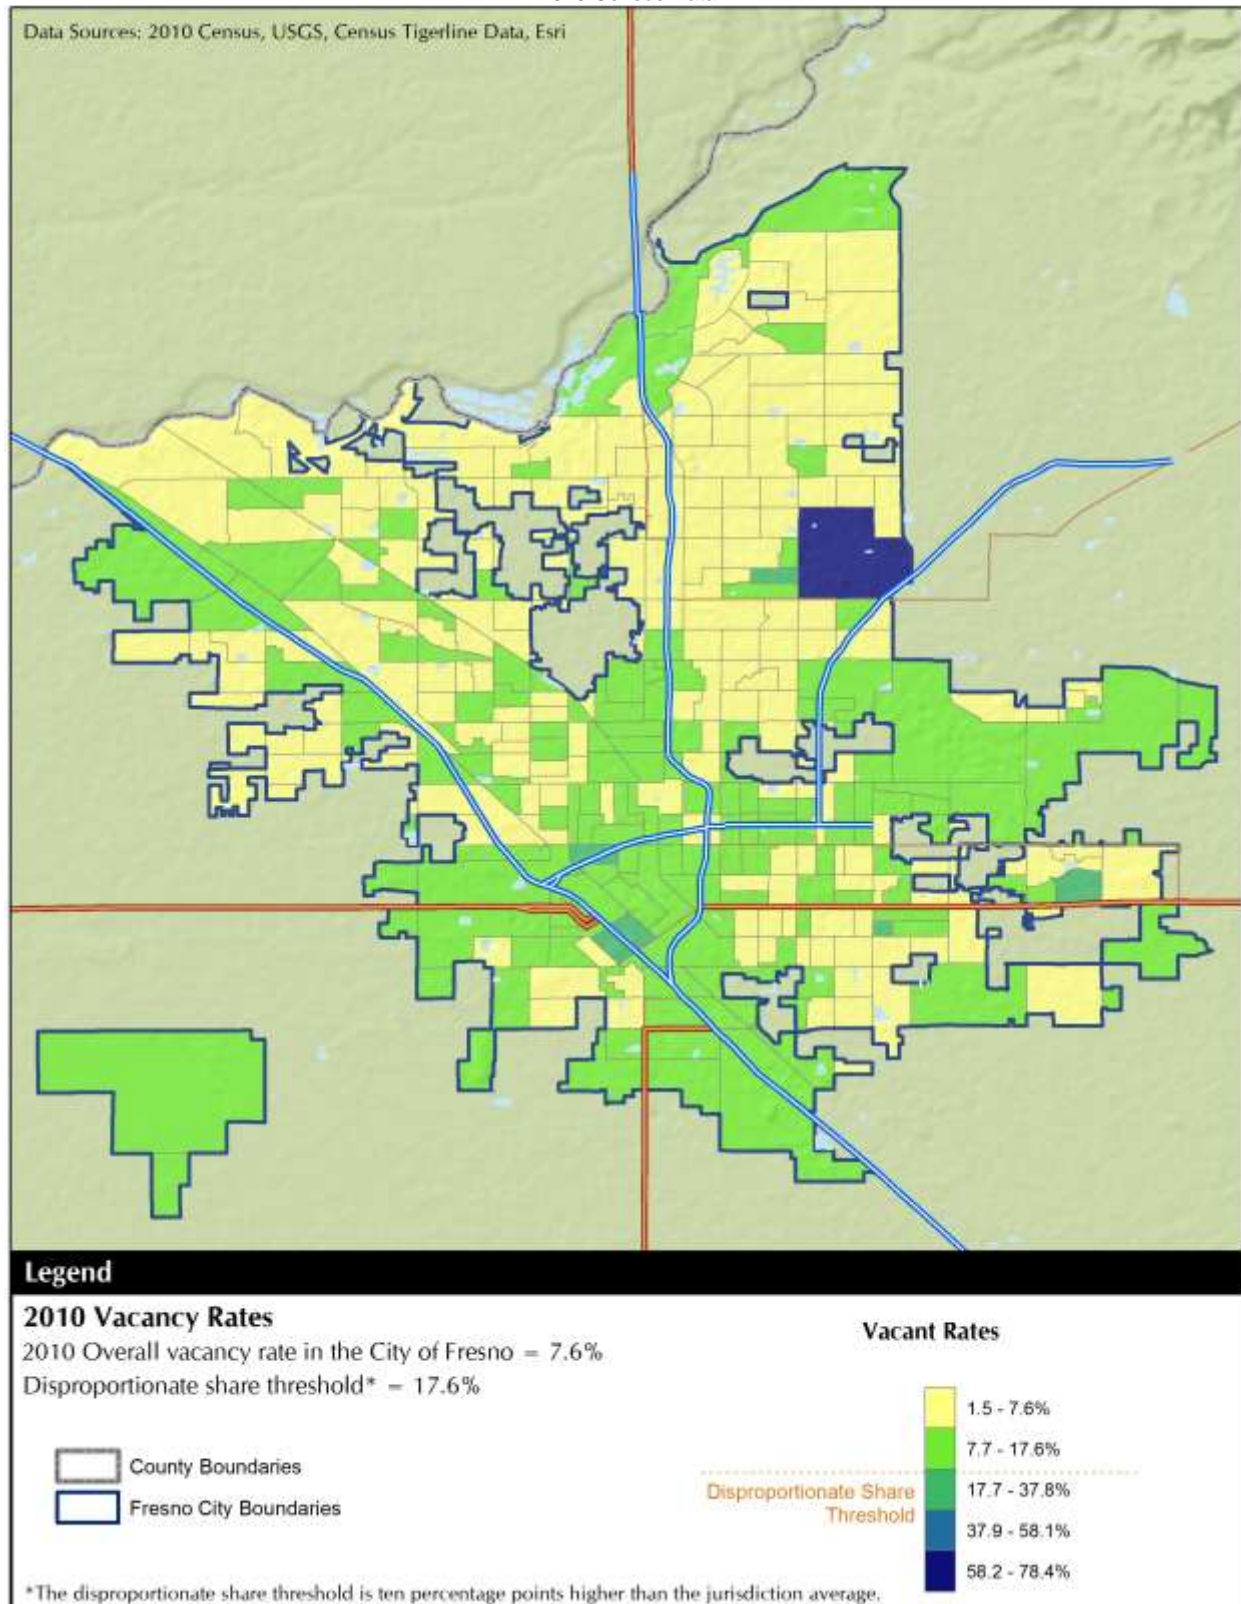 Data Sources: 2010 Census, USGS, Census Tigerline Data, Esri
Legend
2010 Vacancy Rates
2010 Overall vacancy rate in the City of Fresno = 7.6%
Disproportionate share threshold* = 17.6%
County Boundaries
Fresno City Boundaries
Vacant Rates
1.5 - 7.6%
7.7 - 17.6%
Disproportionate Share
Threshold
17.7 - 37.8%
37.9 - 58.1%
58.2 - 78.4%
*The disproportionate share threshold is ten percentage points higher than the jurisdiction average.